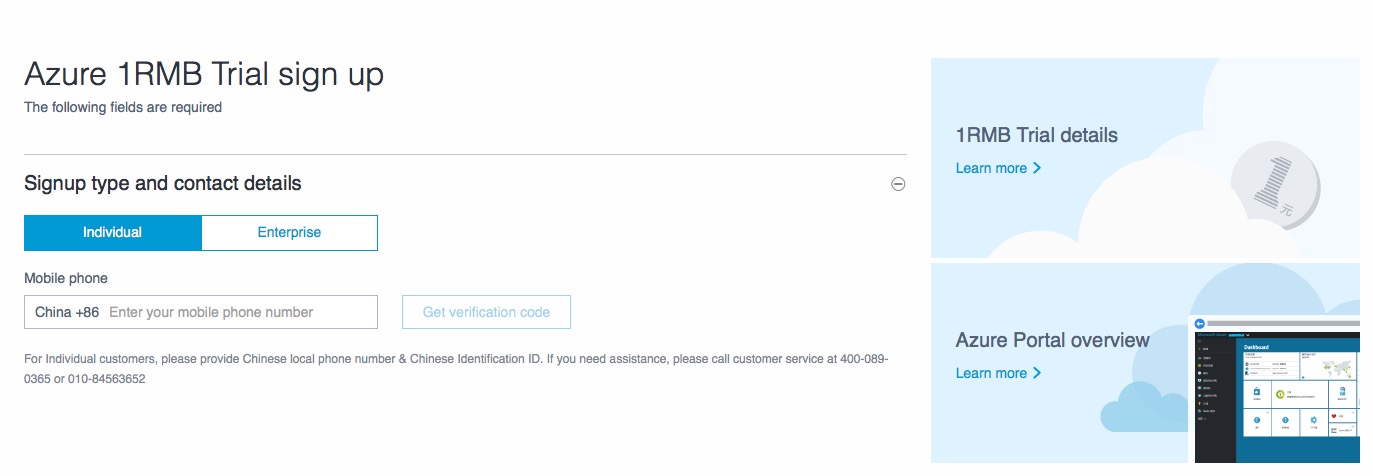 Azure 1RMB Trial sign up
The following fields are required
Signup type and contact details
Individual
Enterprise
Mobile phone
China +86 Enter your mobile phone number
Get verification code
For Individual customers, please provide Chinese local phone number & Chinese Identification ID. If you need assistance, please call customer service at 400-089-
0365 or 010-84563652
1RMB Trial details
Learn more
1
元
Azure Portal overview
Learn more
Microsoft Azure
Dashboard